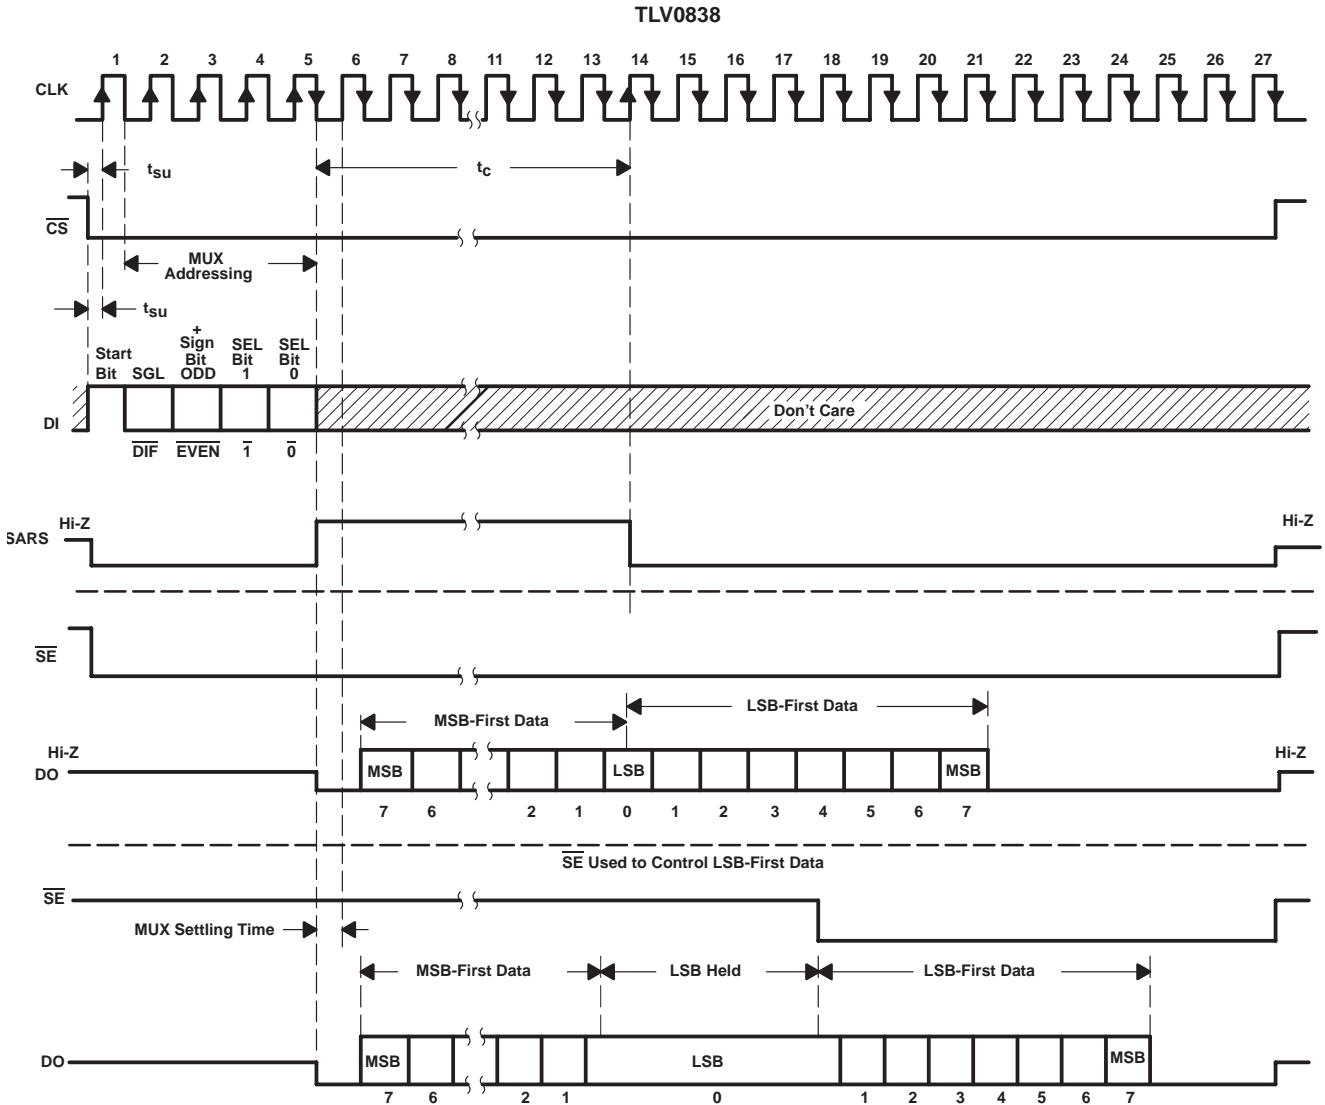 TLV0838
1 2 3 4 5 6 7 8 11 12 13 14 15 16 17 18 19 20 21 22 23 24 25 26 27
CLK
tsu
tc
CS
MUX
Addressing
tsu
+
Sign
Bit
ODD
Start
Bit
SGL
SEL
Bit
1
SEL
Bit
0
DI
Don't Care
DIF EVEN 1 0
Hi-Z
SARS
Hi-Z
SE
MSB-First Data
LSB-First Data
Hi-Z
DO
MSB LSB MSB
Hi-Z
7 6 2 1 0 1 2 3 4 5 6 7
SE Used to Control LSB-First Data
SE
MUX Settling Time
MSB-First Data LSB Held LSB-First Data
DO
MSB LSB MSB
7 6 2 1 0 1 2 3 4 5 6 7